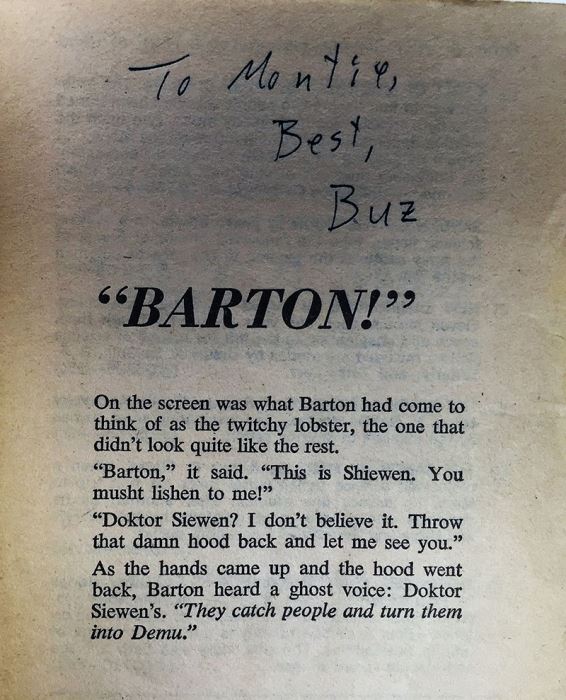 To Montie,
Best,
Buz
“BARTON!”
On the screen was what Barton had come to
think of as the twitchy lobster, the one that
didn’t look quite like the rest.
“Barton,” it said. “This is Shiewen. You
musht lishen to me!”
“Doktor Siewen? I don’t believe it. Throw
that damn hood back and let me see you.”
As the hands came up and the hood went
back, Barton heard a ghost voice: Doktor
Siewen’s. “They catch people and turn them
into Demu.”